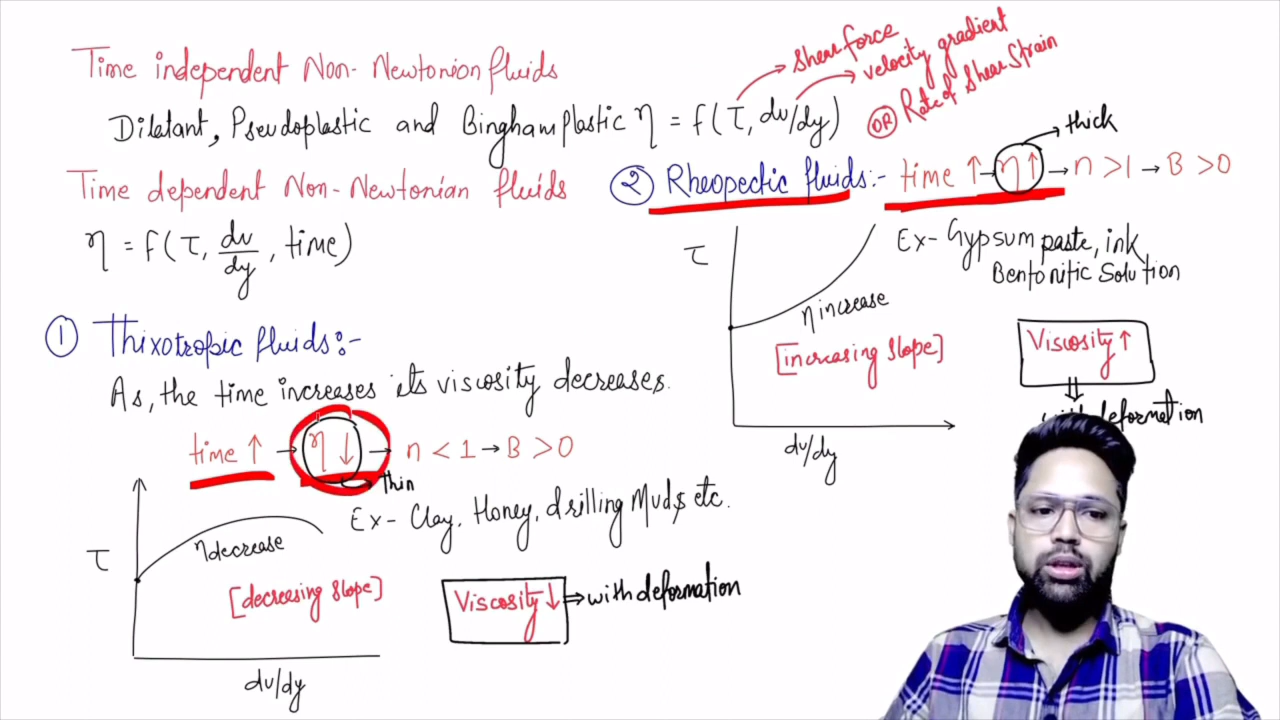 Time independent Non-Newtonion fluids
Dilatant, Pseudoplastic and Binghamplastic η = f(τ, du/dy)
shear force
velocity gradient
OR Rate of Shear Strain
Time dependent Non-Newtonian fluids
η = f(τ, du/dy, time)
① Thixotropic fluids:-
As, the time increases its viscosity decreases.
time ↑ → η ↓ → n < 1 → B > 0
thin
Ex- Clay, Honey, drilling Muds etc.
τ
η decrease
[decreasing slope]
du/dy
Viscosity ↓ ⇒ with deformation
② Rheopectic fluids:- time ↑ → η ↑ → n > 1 → B > 0
thick
Ex- Gypsum paste, ink
Bentonitic Solution
τ
η increase
[increasing slope]
du/dy
Viscosity ↑
deformation